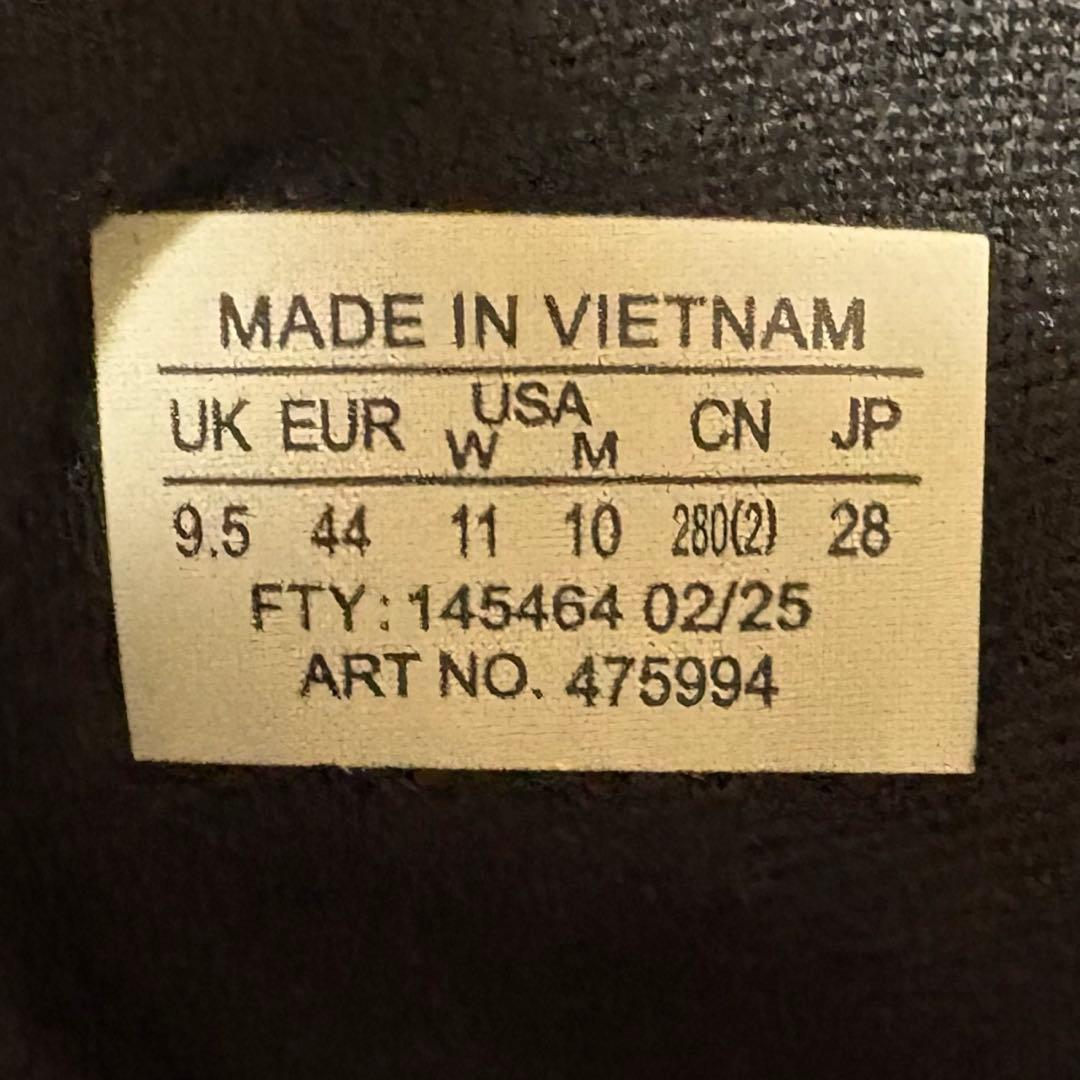 MADE IN VIETNAM
UK EUR USA CN JP
W M
9.5 44 11 10 280(2) 28
FTY: 145464 02/25
ART NO. 475994